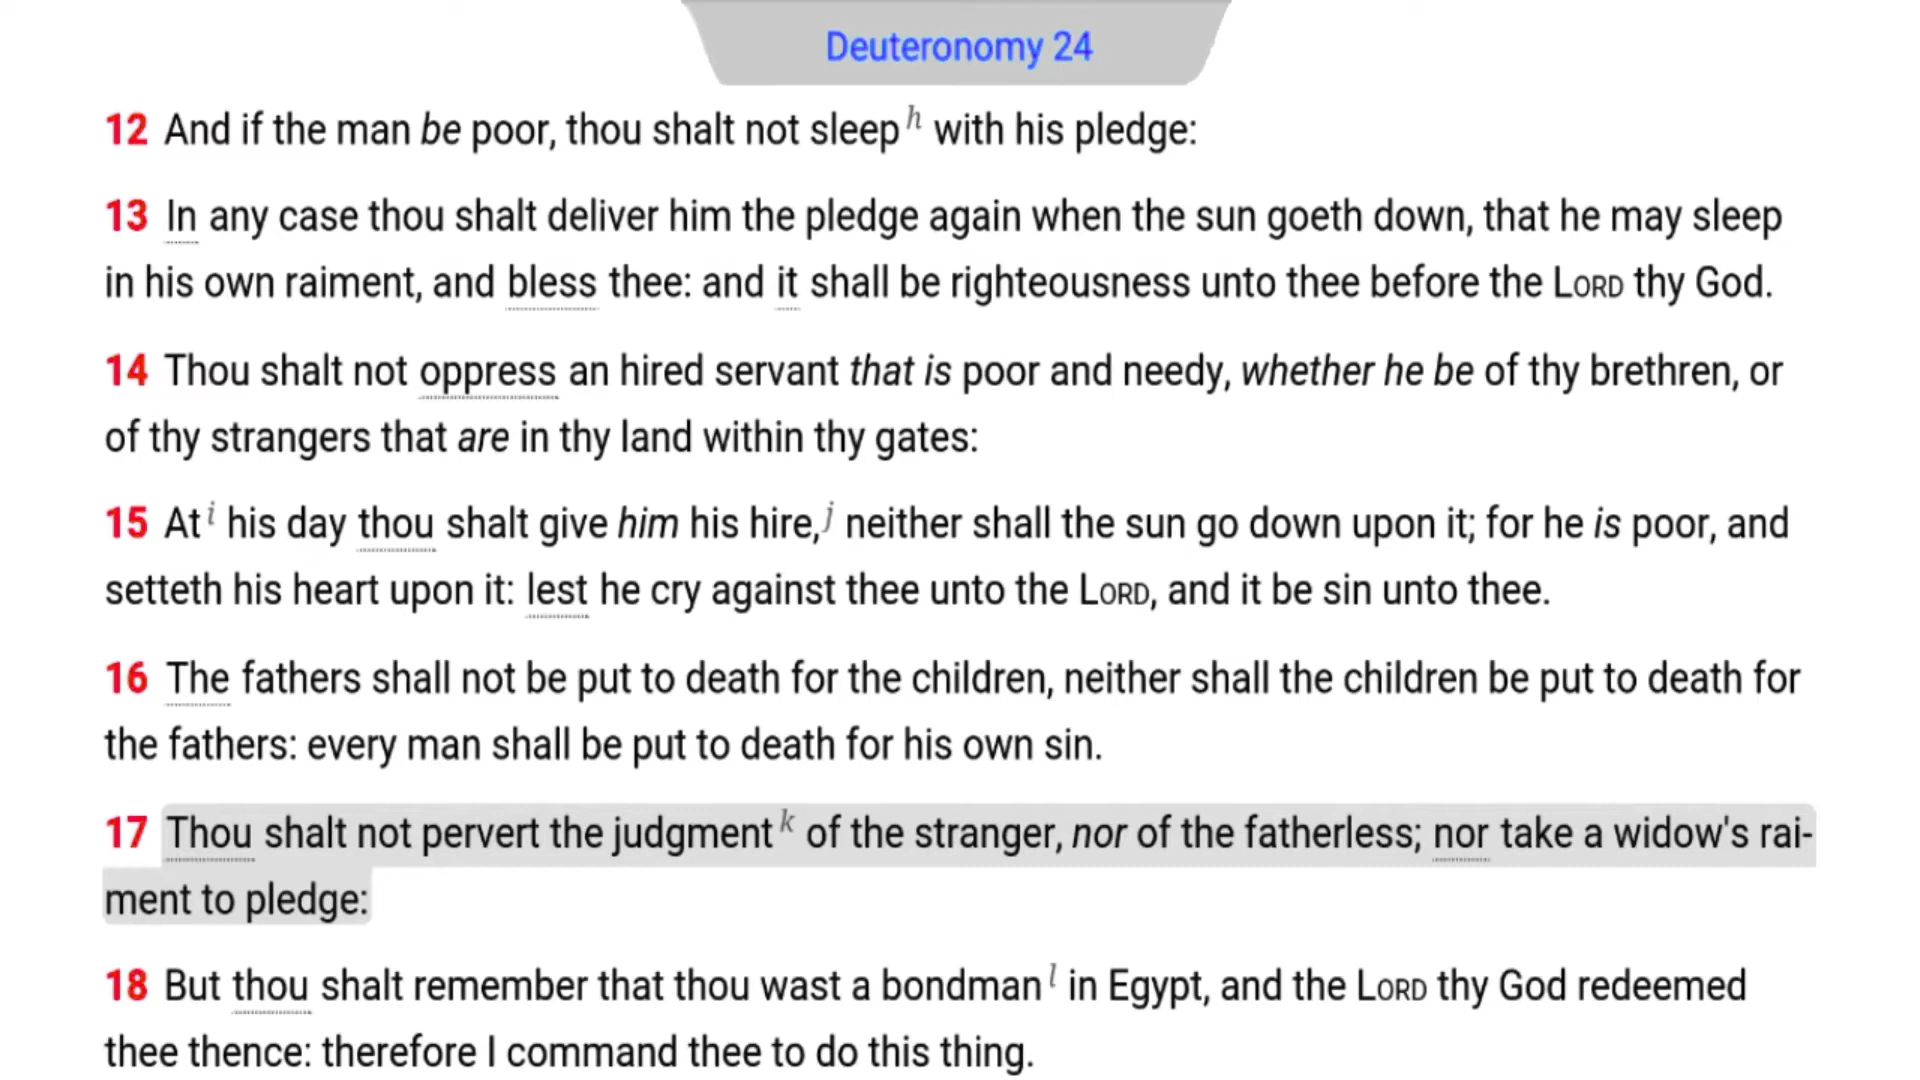 Deuteronomy 24
12 And if the man be poor, thou shalt not sleep h with his pledge:
13 In any case thou shalt deliver him the pledge again when the sun goeth down, that he may sleep
in his own raiment, and bless thee: and it shall be righteousness unto thee before the LORD thy God.
14 Thou shalt not oppress an hired servant that is poor and needy, whether he be of thy brethren, or
of thy strangers that are in thy land within thy gates:
15 At i his day thou shalt give him his hire, j neither shall the sun go down upon it; for he is poor, and
setteth his heart upon it: lest he cry against thee unto the LORD, and it be sin unto thee.
16 The fathers shall not be put to death for the children, neither shall the children be put to death for
the fathers: every man shall be put to death for his own sin.
17 Thou shalt not pervert the judgment k of the stranger, nor of the fatherless; nor take a widow's rai-
ment to pledge:
18 But thou shalt remember that thou wast a bondman l in Egypt, and the LORD thy God redeemed
thee thence: therefore I command thee to do this thing.